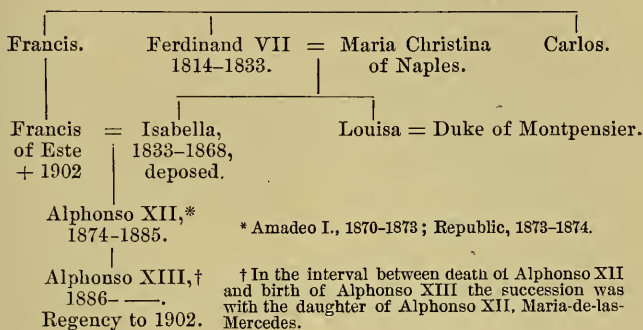 Francis. Ferdinand VII = Maria Christina Carlos.
1814–1833. of Naples.
Francis = Isabella, Louisa = Duke of Montpensier.
of Este 1833–1868,
+ 1902 deposed.
Alphonso XII,* * Amadeo I., 1870–1873 ; Republic, 1873–1874.
1874–1885.
Alphonso XIII,† † In the interval between death of Alphonso XII
1886– ——. and birth of Alphonso XIII the succession was
Regency to 1902. with the daughter of Alphonso XII, Maria-de-las-
Mercedes.